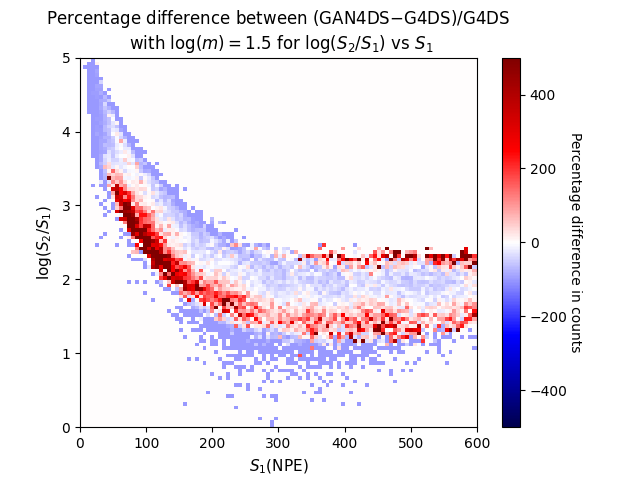 Percentage difference between (GAN4DS−G4DS)/G4DS
with log(m) = 1.5 for log(S₂/S₁) vs S₁
5
4
3
2
1
0
log(S₂/S₁)
0 100 200 300 400 500 600
S₁(NPE)
400
200
0
−200
−400
Percentage difference in counts